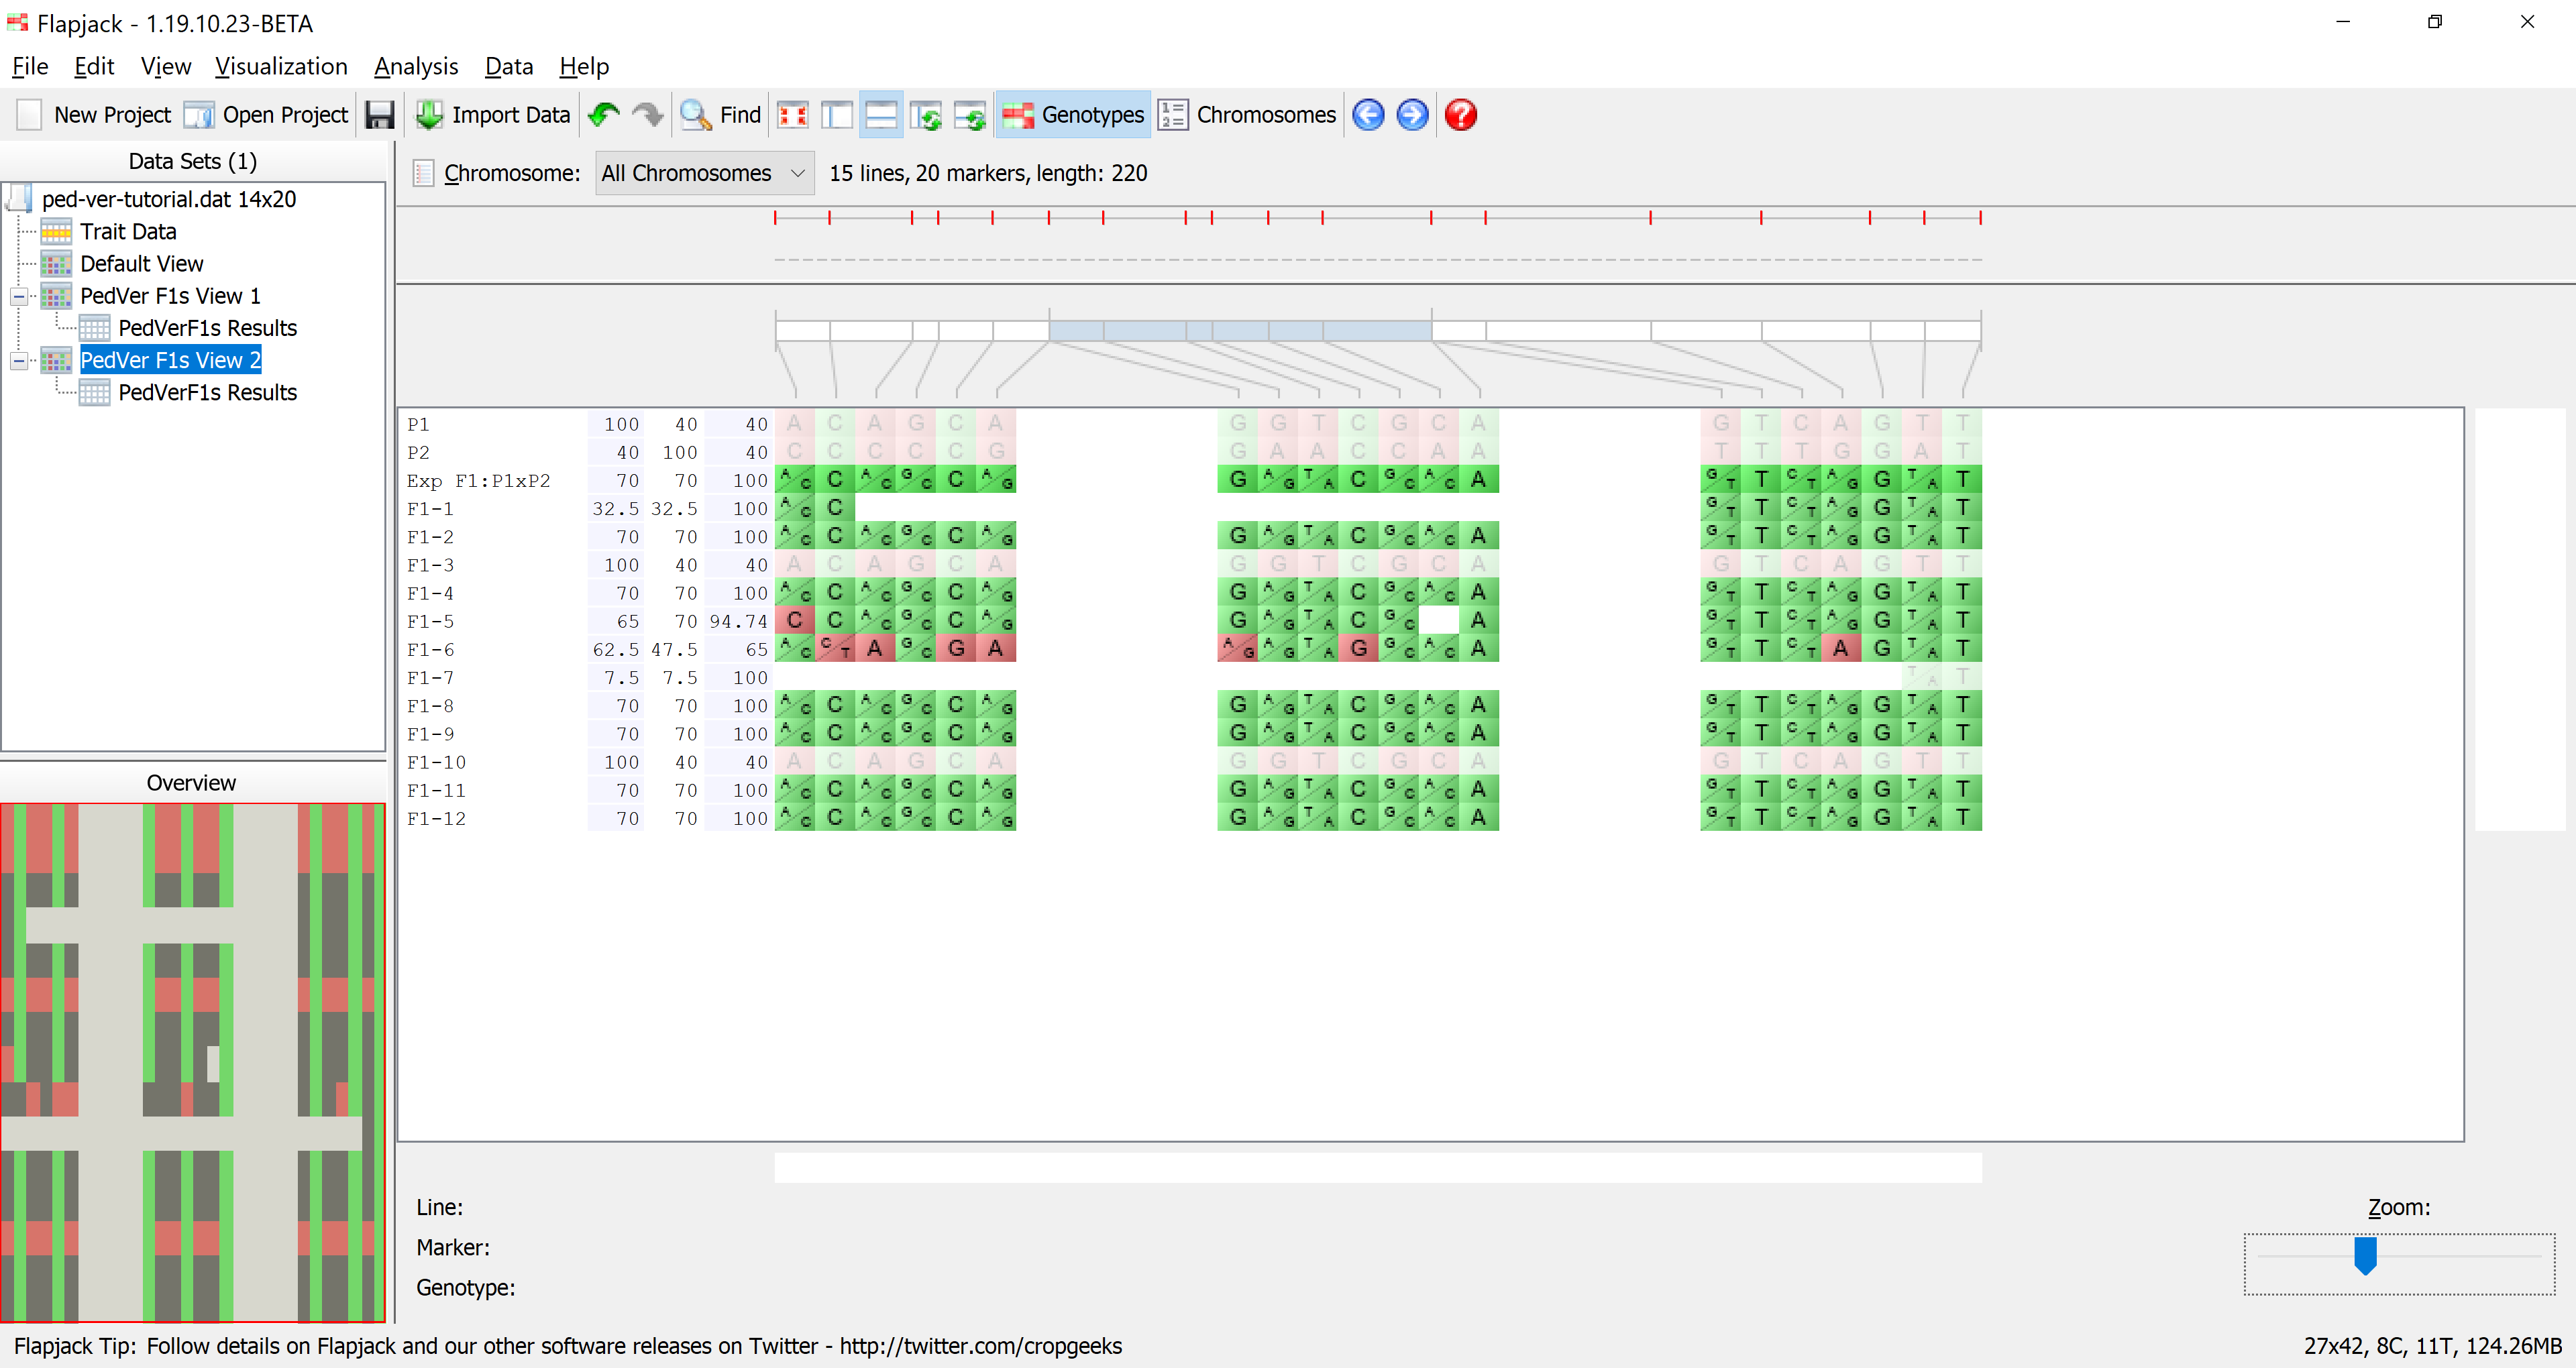 Flapjack - 1.19.10.23-BETA
File Edit View Visualization Analysis Data Help
New Project Open Project Import Data Find Genotypes Chromosomes
Data Sets (1)
ped-ver-tutorial.dat 14x20
Trait Data
Default View
PedVer F1s View 1
PedVerF1s Results
PedVer F1s View 2
PedVerF1s Results
Overview
Chromosome: All Chromosomes 15 lines, 20 markers, length: 220
P1 100 40 40 A C A G C A G G T C G C A G T C A G T T
P2 40 100 40 C C C C C G G A A C C A A T T T G G A T
Exp F1:P1xP2 70 70 100 A/C C A/C G/C C A/G G A/G T/A C G/C A/C A G/T T C/T A/G G T/A T
F1-1 32.5 32.5 100 A/C C G/T T C/T A/G G T/A T
F1-2 70 70 100 A/C C A/C G/C C A/G G A/G T/A C G/C A/C A G/T T C/T A/G G T/A T
F1-3 100 40 40 A C A G C A G G T C G C A G T C A G T T
F1-4 70 70 100 A/C C A/C G/C C A/G G A/G T/A C G/C A/C A G/T T C/T A/G G T/A T
F1-5 65 70 94.74 C C A/C G/C C A/G G A/G T/A C G/C A G/T T C/T A/G G T/A T
F1-6 62.5 47.5 65 A/C C/T A G/C G A A/G A/G T/A G G/C A/C A G/T T C/T A G T/A T
F1-7 7.5 7.5 100 T/A T
F1-8 70 70 100 A/C C A/C G/C C A/G G A/G T/A C G/C A/C A G/T T C/T A/G G T/A T
F1-9 70 70 100 A/C C A/C G/C C A/G G A/G T/A C G/C A/C A G/T T C/T A/G G T/A T
F1-10 100 40 40 A C A G C A G G T C G C A G T C A G T T
F1-11 70 70 100 A/C C A/C G/C C A/G G A/G T/A C G/C A/C A G/T T C/T A/G G T/A T
F1-12 70 70 100 A/C C A/C G/C C A/G G A/G T/A C G/C A/C A G/T T C/T A/G G T/A T
Line:
Marker:
Genotype:
Zoom:
Flapjack Tip: Follow details on Flapjack and our other software releases on Twitter - http://twitter.com/cropgeeks
27x42, 8C, 11T, 124.26MB